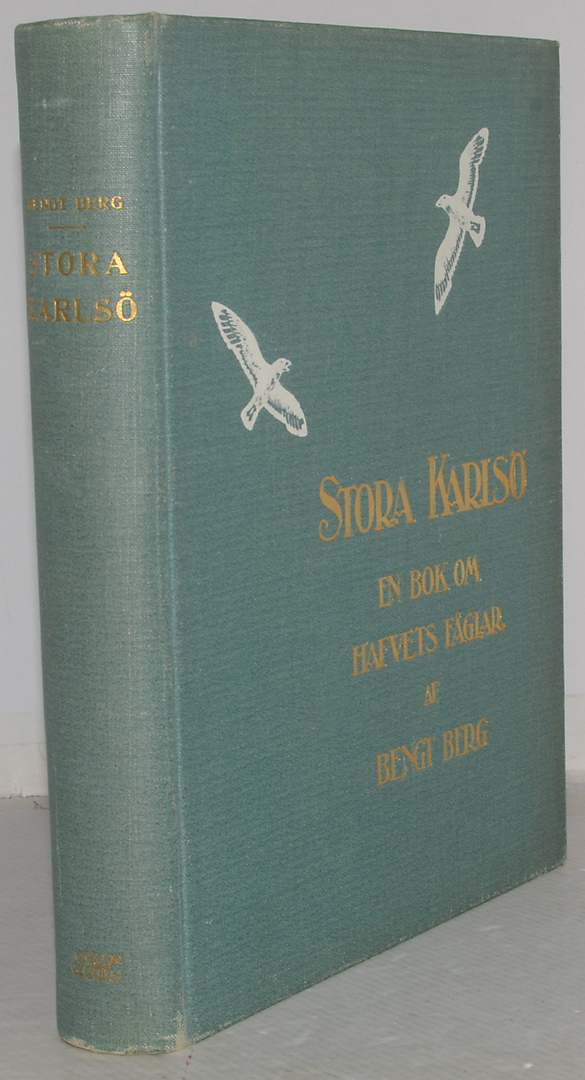 BENGT BERG
STORA
KARLSÖ
STORA KARLSÖ
EN BOK OM
HAFVETS FÅGLAR
AF
BENGT BERG